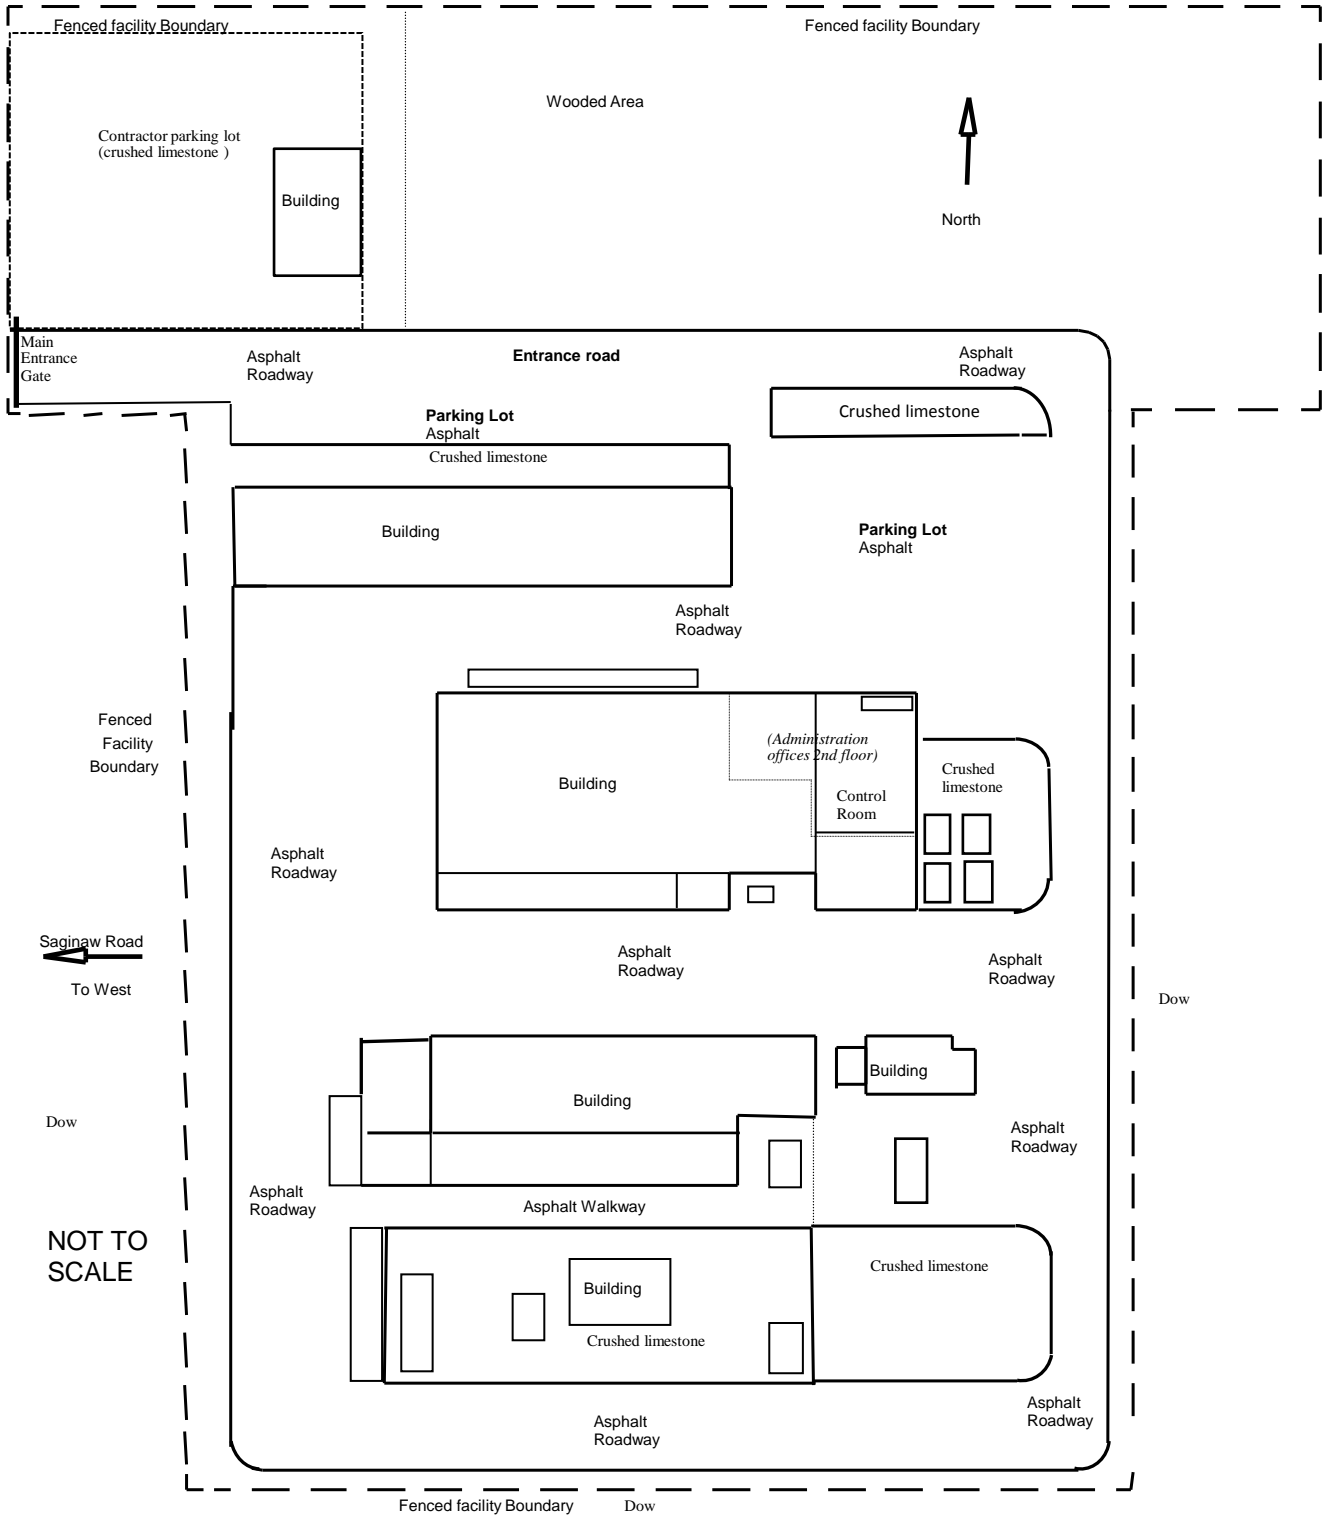 Fenced facility Boundary
Fenced facility Boundary
Wooded Area
Contractor parking lot
(crushed limestone )
Building
North
Main
Entrance
Gate
Asphalt
Roadway
Entrance road
Asphalt
Roadway
Parking Lot
Asphalt
Crushed limestone
Crushed limestone
Building
Parking Lot
Asphalt
Asphalt
Roadway
Fenced
Facility
Boundary
(Administration
offices 2nd floor)
Building
Control
Room
Crushed
limestone
Asphalt
Roadway
Saginaw Road
To West
Asphalt
Roadway
Asphalt
Roadway
Dow
Building
Building
Dow
Asphalt
Roadway
Asphalt
Roadway
Asphalt Walkway
NOT TO
SCALE
Crushed limestone
Building
Crushed limestone
Asphalt
Roadway
Asphalt
Roadway
Fenced facility Boundary
Dow